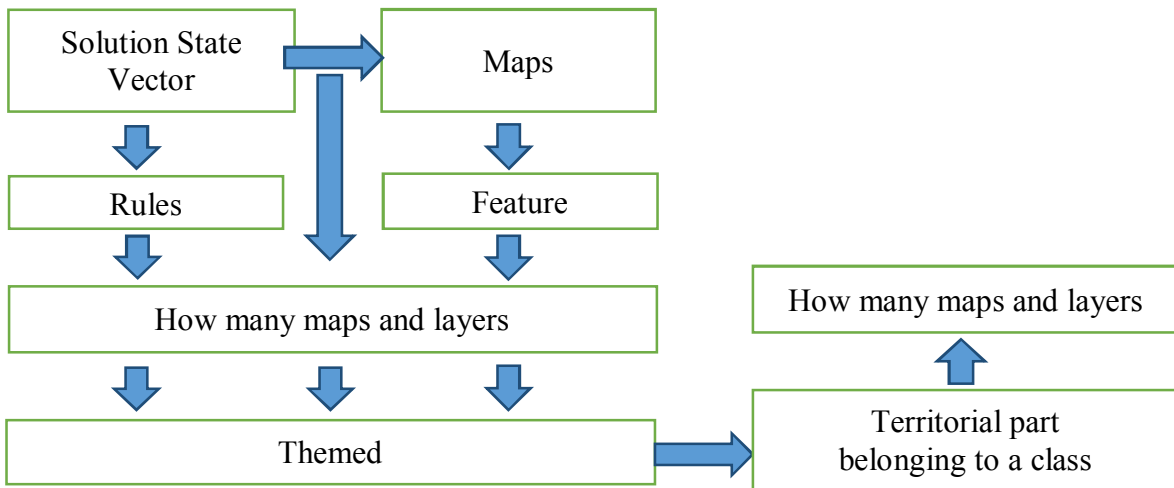 Solution State
Vector
Maps
Rules
Feature
How many maps and layers
How many maps and layers
Themed
Territorial part
belonging to a class